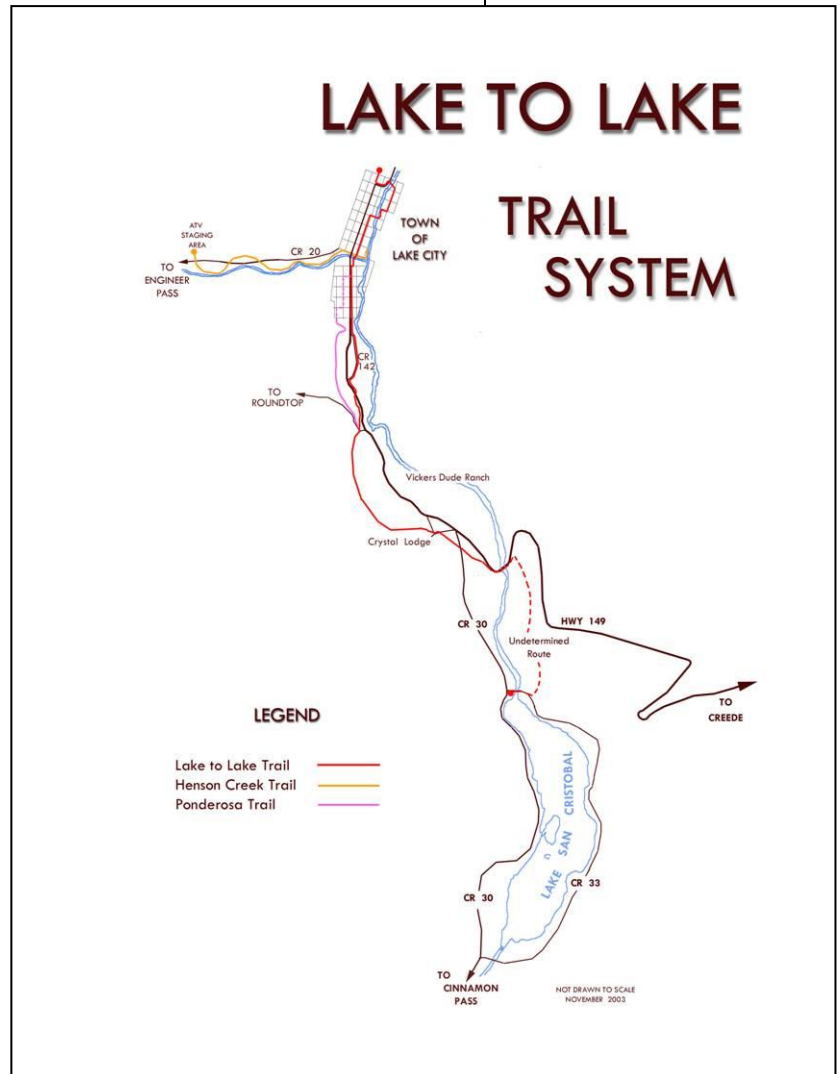 LAKE TO LAKE
TRAIL
SYSTEM
ATV
STAGING
AREA
CR 20
TO
ENGINEER
PASS
TOWN
OF
LAKE CITY
CR
142
TO
ROUNDTOP
Vickers Dude Ranch
Crystal Lodge
CR 30
HWY 149
Undetermined
Route
TO
CREEDE
LEGEND
Lake to Lake Trail
Henson Creek Trail
Ponderosa Trail
LAKE SAN CRISTOBAL
CR 30
CR 33
TO
CINNAMON
PASS
NOT DRAWN TO SCALE
NOVEMBER 2003